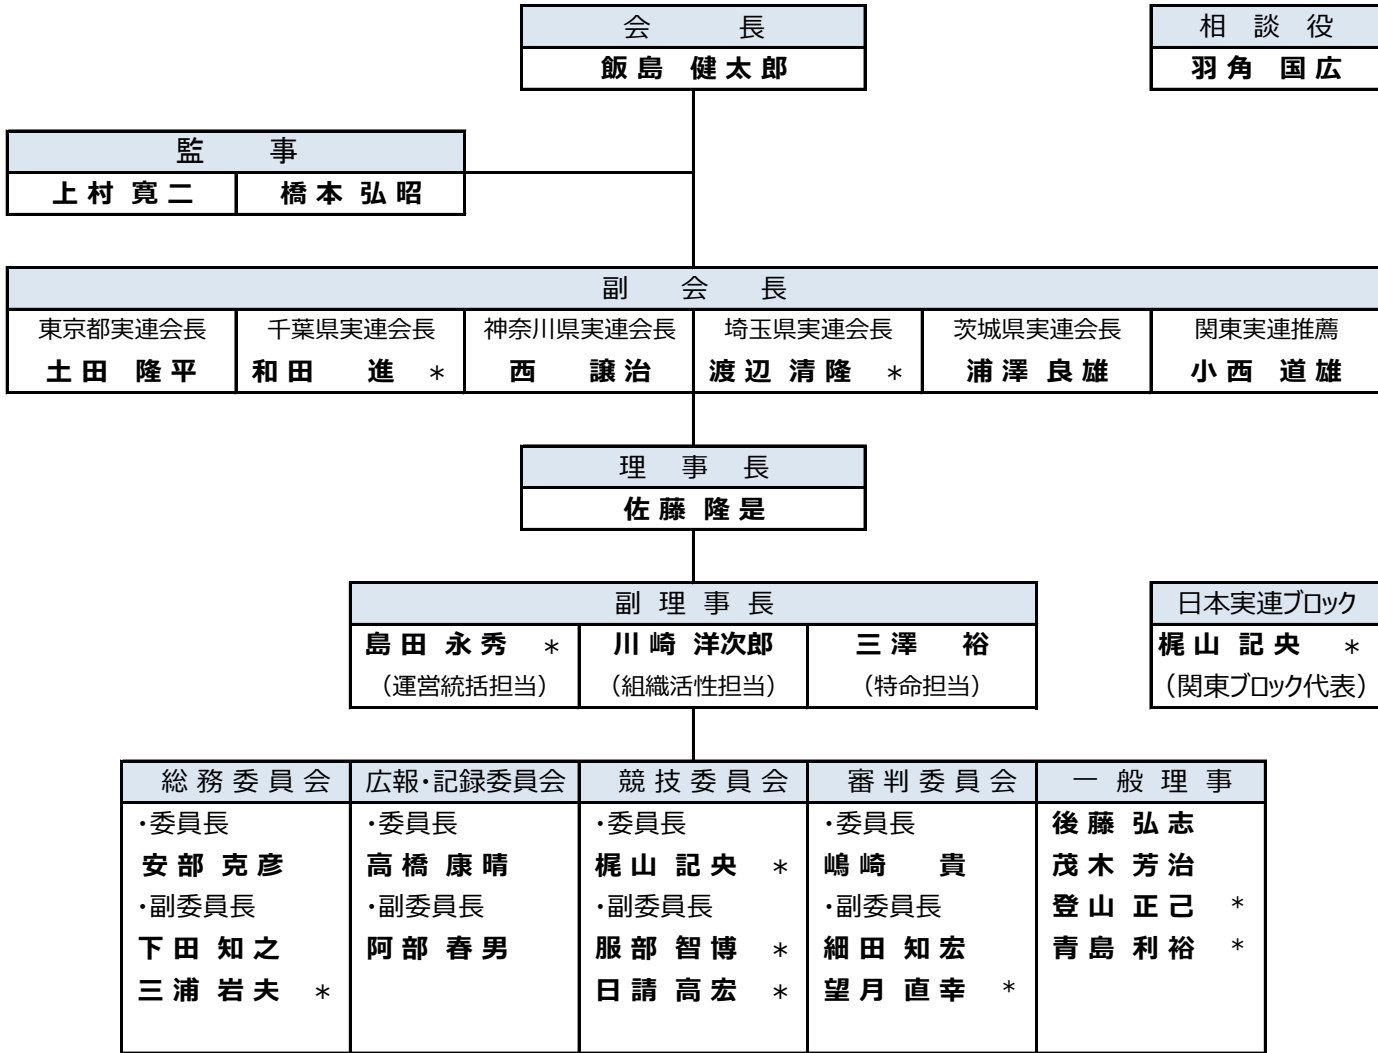 会 長
飯島 健太郎
相 談 役
羽角 国広
監 事
上村 寛二 橋本 弘昭
副 会 長
東京都実連会長 千葉県実連会長 神奈川県実連会長 埼玉県実連会長 茨城県実連会長 関東実連推薦
土田 隆平 和田 進 * 西 譲治 渡辺 清隆 * 浦澤 良雄 小西 道雄
理 事 長
佐藤 隆是
副 理 事 長
島田 永秀 * 川崎 洋次郎 三澤 裕
（運営統括担当） （組織活性担当） （特命担当）
日本実連ブロック
梶山 記央 *
（関東ブロック代表）
総務委員会
・委員長
安部 克彦
・副委員長
下田 知之
三浦 岩夫 *
広報・記録委員会
・委員長
高橋 康晴
・副委員長
阿部 春男
競技委員会
・委員長
梶山 記央 *
・副委員長
服部 智博 *
日請 高宏 *
審判委員会
・委員長
嶋崎 貴
・副委員長
細田 知宏
望月 直幸 *
一般理事
後藤 弘志
茂木 芳治
登山 正己 *
青島 利裕 *